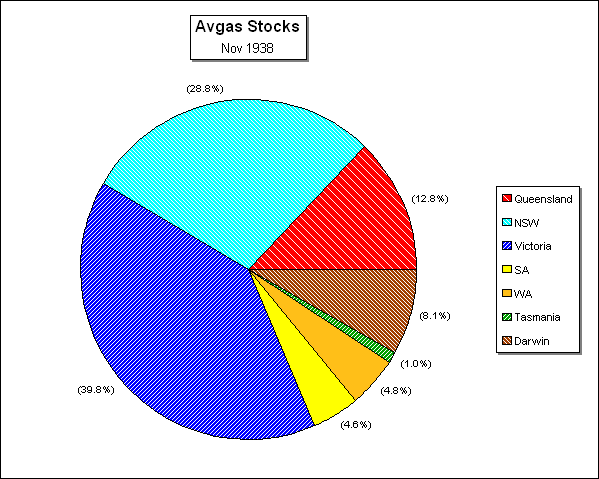 Avgas Stocks
Nov 1938
(28.8%)
(12.8%)
(8.1%)
(1.0%)
(4.8%)
(4.6%)
(39.8%)
Queensland
NSW
Victoria
SA
WA
Tasmania
Darwin